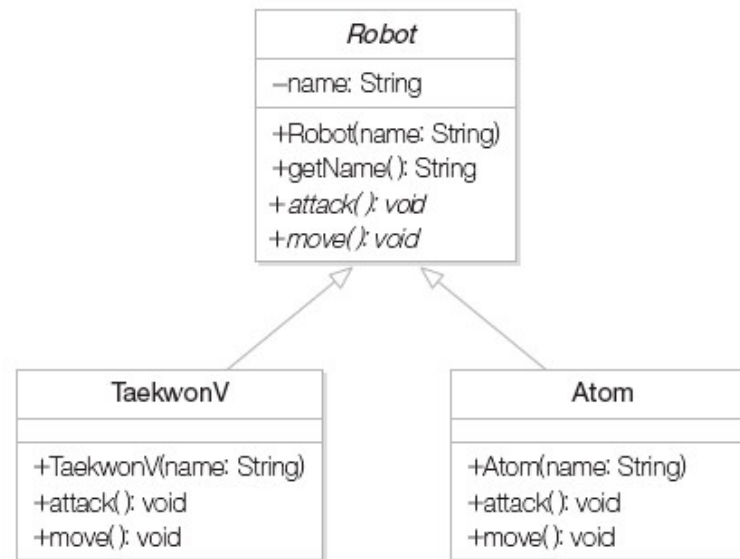 Robot
–name: String
+Robot(name: String)
+getName(): String
+attack(): void
+move(): void
TaekwonV
+TaekwonV(name: String)
+attack(): void
+move(): void
Atom
+Atom(name: String)
+attack(): void
+move(): void